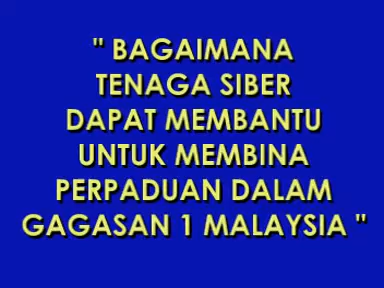 " BAGAIMANA
TENAGA SIBER
DAPAT MEMBANTU
UNTUK MEMBINA
PERPADUAN DALAM
GAGASAN 1 MALAYSIA "